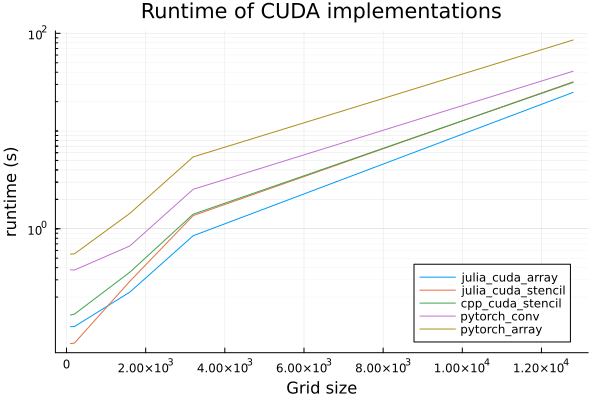 Runtime of CUDA implementations
10²
10⁰
runtime (s)
0
2.00×10³
4.00×10³
6.00×10³
8.00×10³
1.00×10⁴
1.20×10⁴
Grid size
julia_cuda_array
julia_cuda_stencil
cpp_cuda_stencil
pytorch_conv
pytorch_array